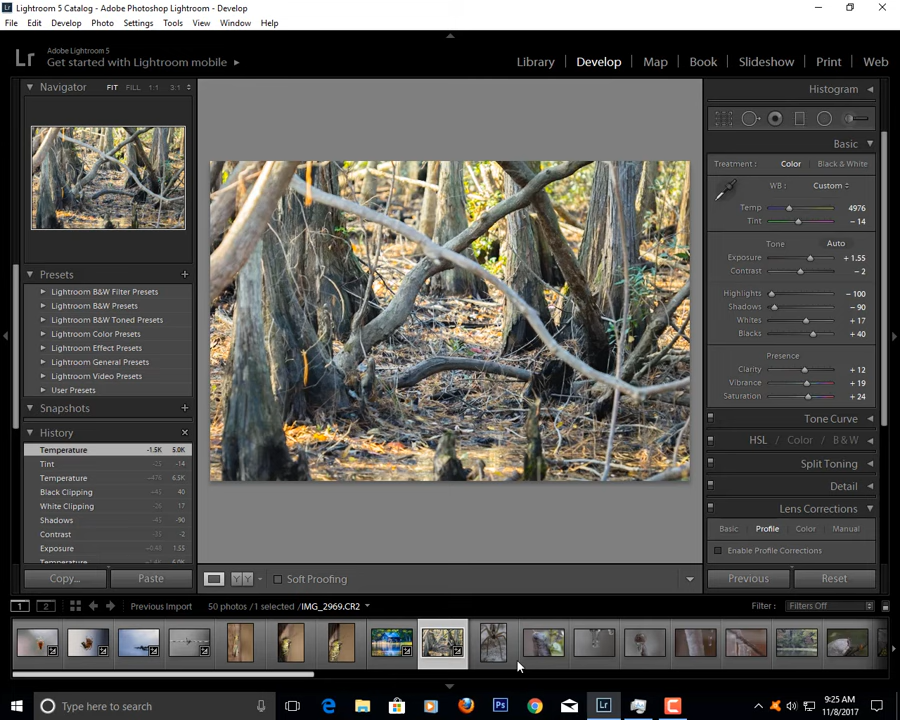 Lightroom 5 Catalog - Adobe Photoshop Lightroom - Develop
File Edit Develop Photo Settings Tools View Window Help
Lr Adobe Lightroom 5
Get started with Lightroom mobile
Library Develop Map Book Slideshow Print Web
Navigator FIT FILL 1:1 3:1
Histogram
Basic
Treatment : Color Black & White
WB : Custom
Temp 4976
Tint - 14
Tone Auto
Exposure + 1.55
Contrast - 2
Highlights - 100
Shadows - 90
Whites + 17
Blacks + 40
Presence
Clarity + 12
Vibrance + 19
Saturation + 24
Tone Curve
HSL / Color / B & W
Split Toning
Detail
Lens Corrections
Basic Profile Color Manual
Enable Profile Corrections
Previous Reset
Presets +
Lightroom B&W Filter Presets
Lightroom B&W Presets
Lightroom B&W Toned Presets
Lightroom Color Presets
Lightroom Effect Presets
Lightroom General Presets
Lightroom Video Presets
User Presets
Snapshots +
History
Temperature -1.5K 5.0K
Tint -14
Temperature 6.5K
Black Clipping 40
White Clipping 17
Shadows -90
Contrast -2
Exposure 1.55
Copy... Paste
Y Y Soft Proofing
1 2 Previous Import 50 photos / 1 selected / IMG_2969.CR2 Filter : Filters Off
Type here to search
Ps Lr
9:25 AM
11/8/2017